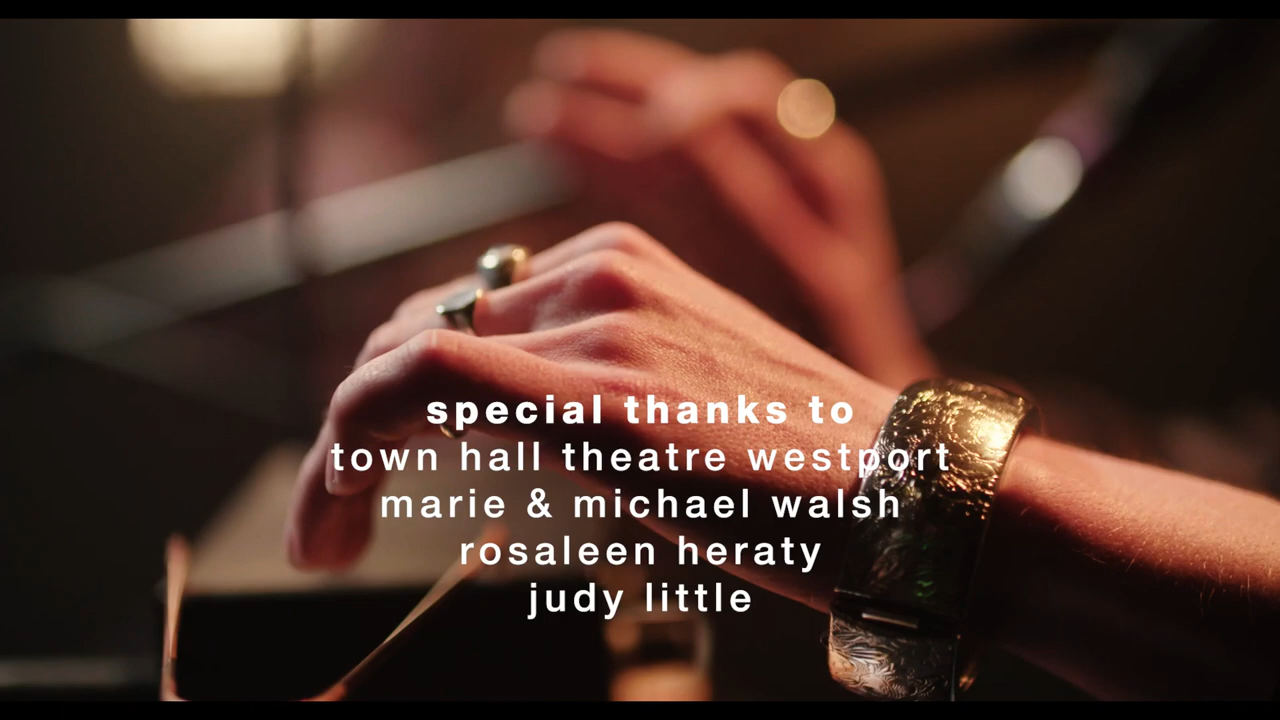 special thanks to
town hall theatre westport
marie & michael walsh
rosaleen heraty
judy little